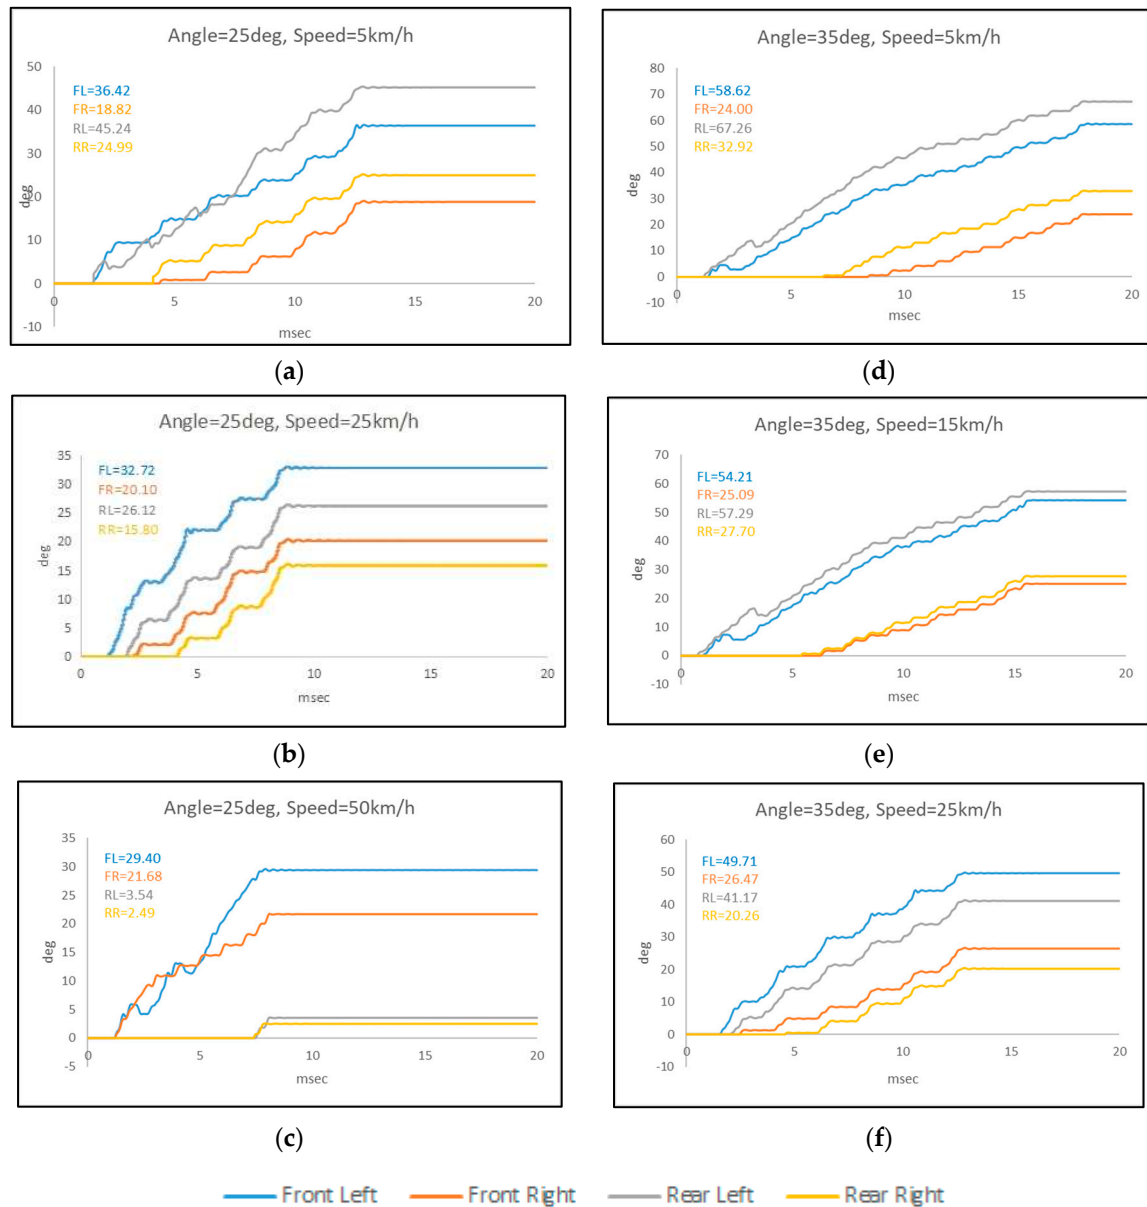 Angle=25deg, Speed=5km/h
50
40
30
20
10
0
-10
deg
FL=36.42
FR=18.82
RL=45.24
RR=24.99
0 5 10 15 20
msec
(a)
Angle=35deg, Speed=5km/h
80
70
60
50
40
30
20
10
0
-10
deg
FL=58.62
FR=24.00
RL=67.26
RR=32.92
0 5 10 15 20
msec
(d)
Angle=25deg, Speed=25km/h
35
30
25
20
15
10
5
0
deg
FL=32.72
FR=20.10
RL=26.12
RR=15.80
0 5 10 15 20
msec
(b)
Angle=35deg, Speed=15km/h
70
60
50
40
30
20
10
0
-10
deg
FL=54.21
FR=25.09
RL=57.29
RR=27.70
0 5 10 15 20
msec
(e)
Angle=25deg, Speed=50km/h
35
30
25
20
15
10
5
0
-5
deg
FL=29.40
FR=21.68
RL=3.54
RR=2.49
0 5 10 15 20
msec
(c)
Angle=35deg, Speed=25km/h
60
50
40
30
20
10
0
-10
deg
FL=49.71
FR=26.47
RL=41.17
RR=20.26
0 5 10 15 20
msec
(f)
Front Left Front Right Rear Left Rear Right